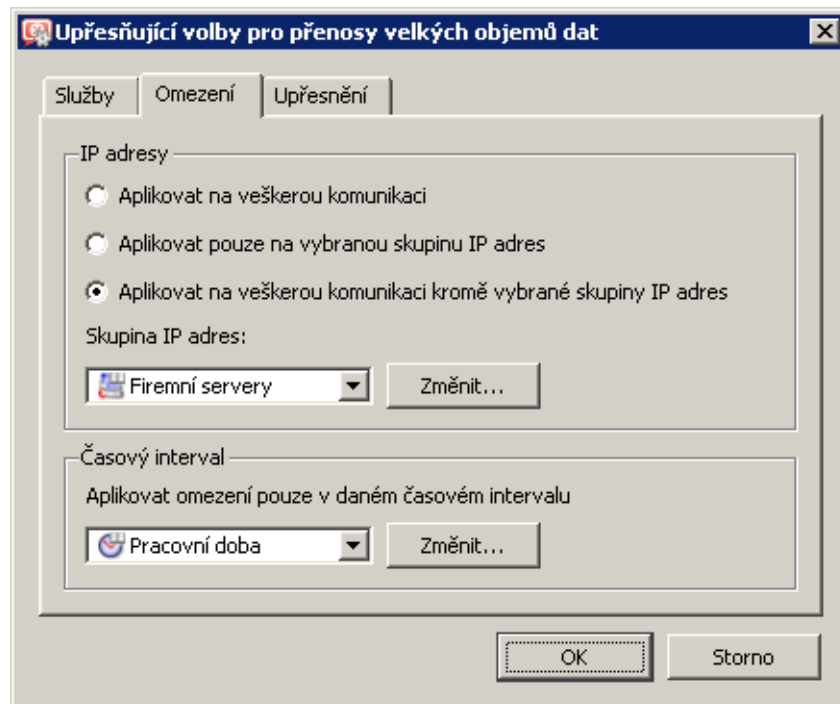 Upřesňující volby pro přenosy velkých objemů dat
Služby Omezení Upřesnění
IP adresy
Aplikovat na veškerou komunikaci
Aplikovat pouze na vybranou skupinu IP adres
Aplikovat na veškerou komunikaci kromě vybrané skupiny IP adres
Skupina IP adres:
Firemní servery Změnit...
Časový interval
Aplikovat omezení pouze v daném časovém intervalu
Pracovní doba Změnit...
OK Storno